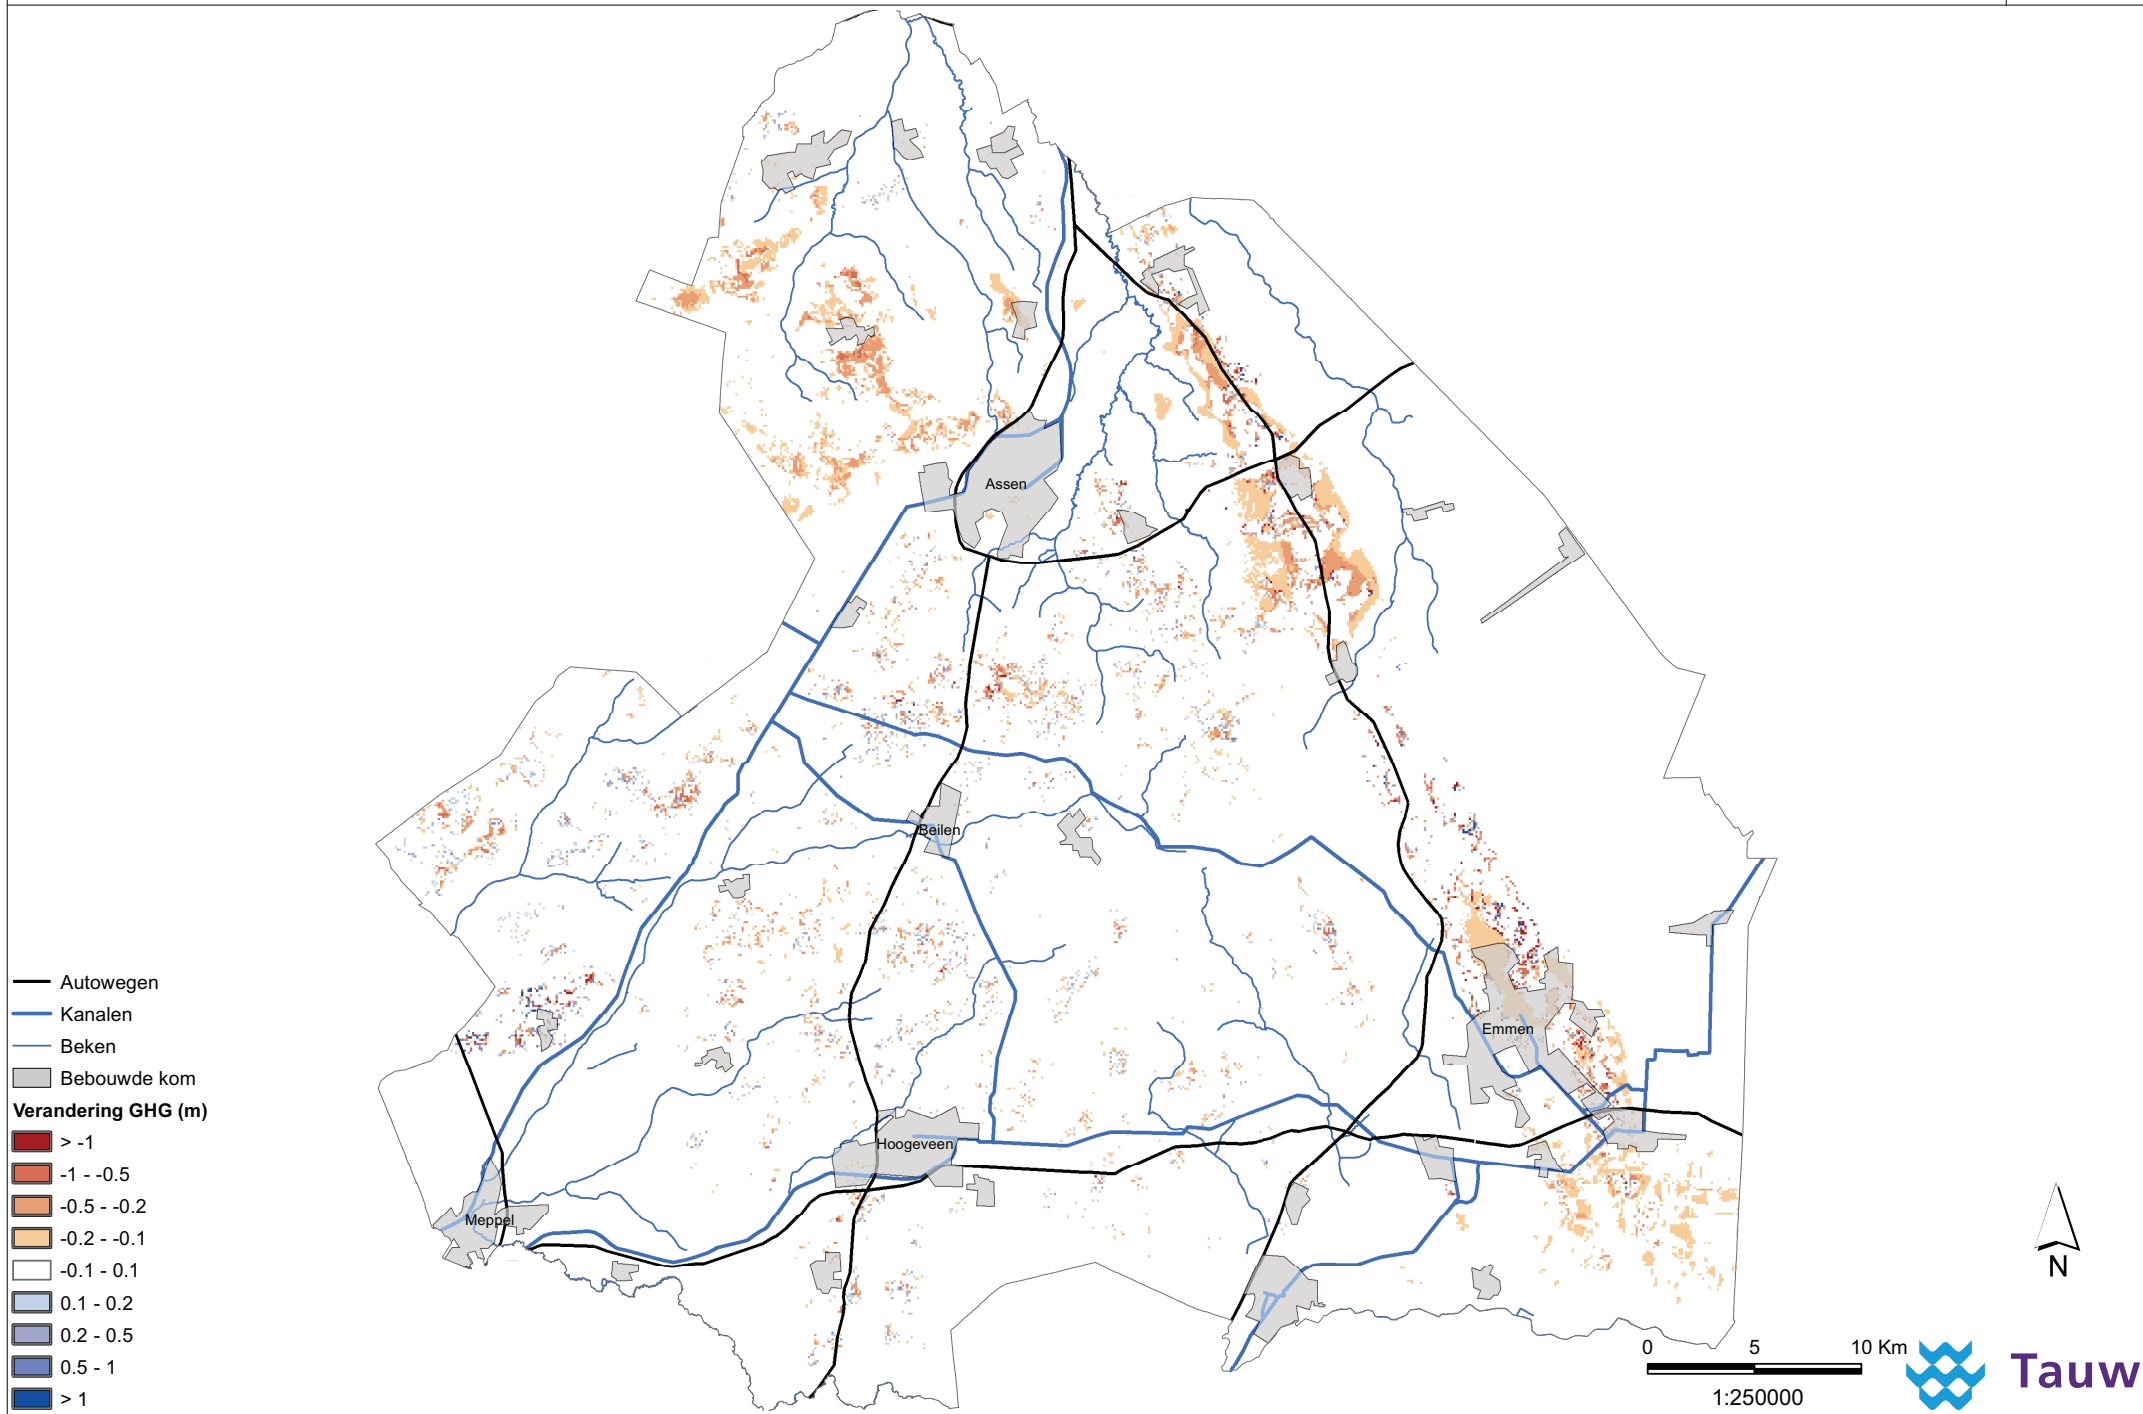 Assen
Beilen
Emmen
Hoogeveen
Meppel
Autowegen
Kanalen
Beken
Bebouwde kom
Verandering GHG (m)
> -1
-1 - -0.5
-0.5 - -0.2
-0.2 - -0.1
-0.1 - 0.1
0.1 - 0.2
0.2 - 0.5
0.5 - 1
> 1
N
0 5 10 Km
1:250000
Tauw